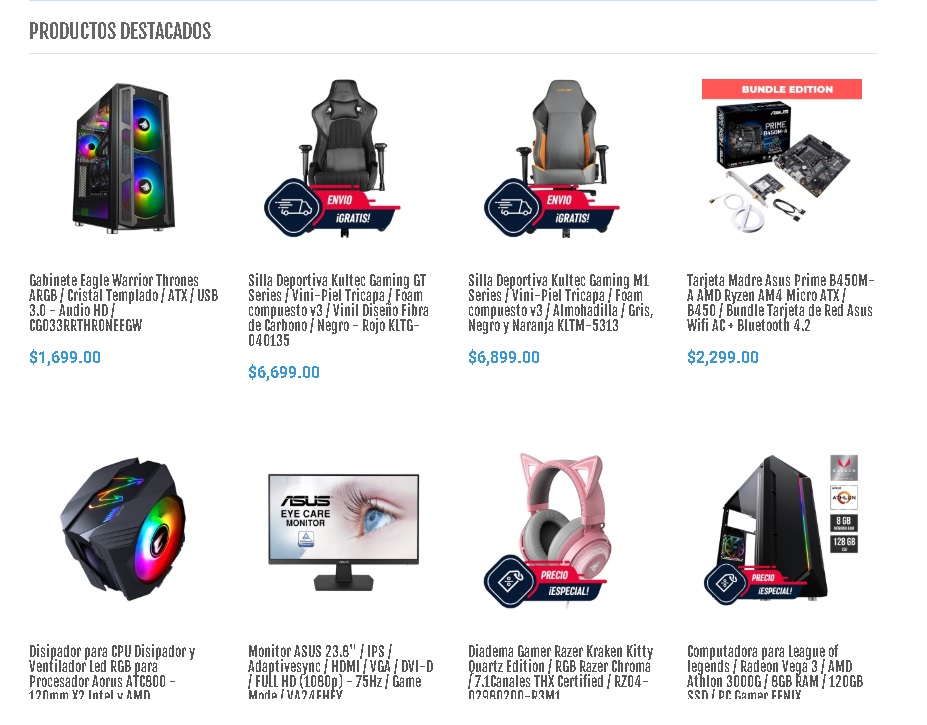 PRODUCTOS DESTACADOS
BUNDLE EDITION
ASUS
PRIME
B450M-A
ENVIO
¡GRATIS!
ENVIO
¡GRATIS!
Gabinete Eagle Warrior Thrones
ARGB / Cristal Templado / ATX / USB
3.0 - Audio HD /
CG033RRTHRONEEGW
$1,699.00
Silla Deportiva Kultec Gaming GT
Series / Vini-Piel Tricapa / Foam
compuesto v3 / Vinil Diseño Fibra
de Carbono / Negro - Rojo KLTG-
040135
$6,699.00
Silla Deportiva Kultec Gaming M1
Series / Vini-Piel Tricapa / Foam
compuesto v3 / Almohadilla / Gris,
Negro y Naranja KLTM-5313
$6,899.00
Tarjeta Madre Asus Prime B450M-
A AMD Ryzen AM4 Micro ATX /
B450 / Bundle Tarjeta de Red Asus
Wifi AC + Bluetooth 4.2
$2,299.00
ASUS
EYE CARE
MONITOR
PRECIO
¡ESPECIAL!
ATHLON
8 GB
128 GB
PRECIO
¡ESPECIAL!
Disipador para CPU Disipador y
Ventilador Led RGB para
Procesador Aorus ATC800 -
120mm X2 Intel y AMD
Monitor ASUS 23.8" / IPS /
Adaptivesync / HDMI / VGA / DVI-D
/ FULL HD (1080p) - 75Hz / Game
Mode / VA24EHEY
Diadema Gamer Razer Kraken Kitty
Quartz Edition / RGB Razer Chroma
/ 7.1Canales THX Certified / RZ04-
02980200-R3M1
Computadora para League of
legends / Radeon Vega 3 / AMD
Athlon 3000G / 8GB RAM / 120GB
SSD / PC Gamer FENIX